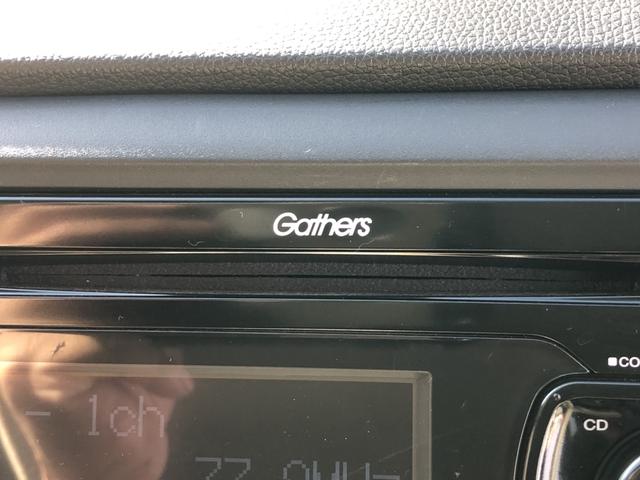 Gathers
■CO
CD
- 1ch